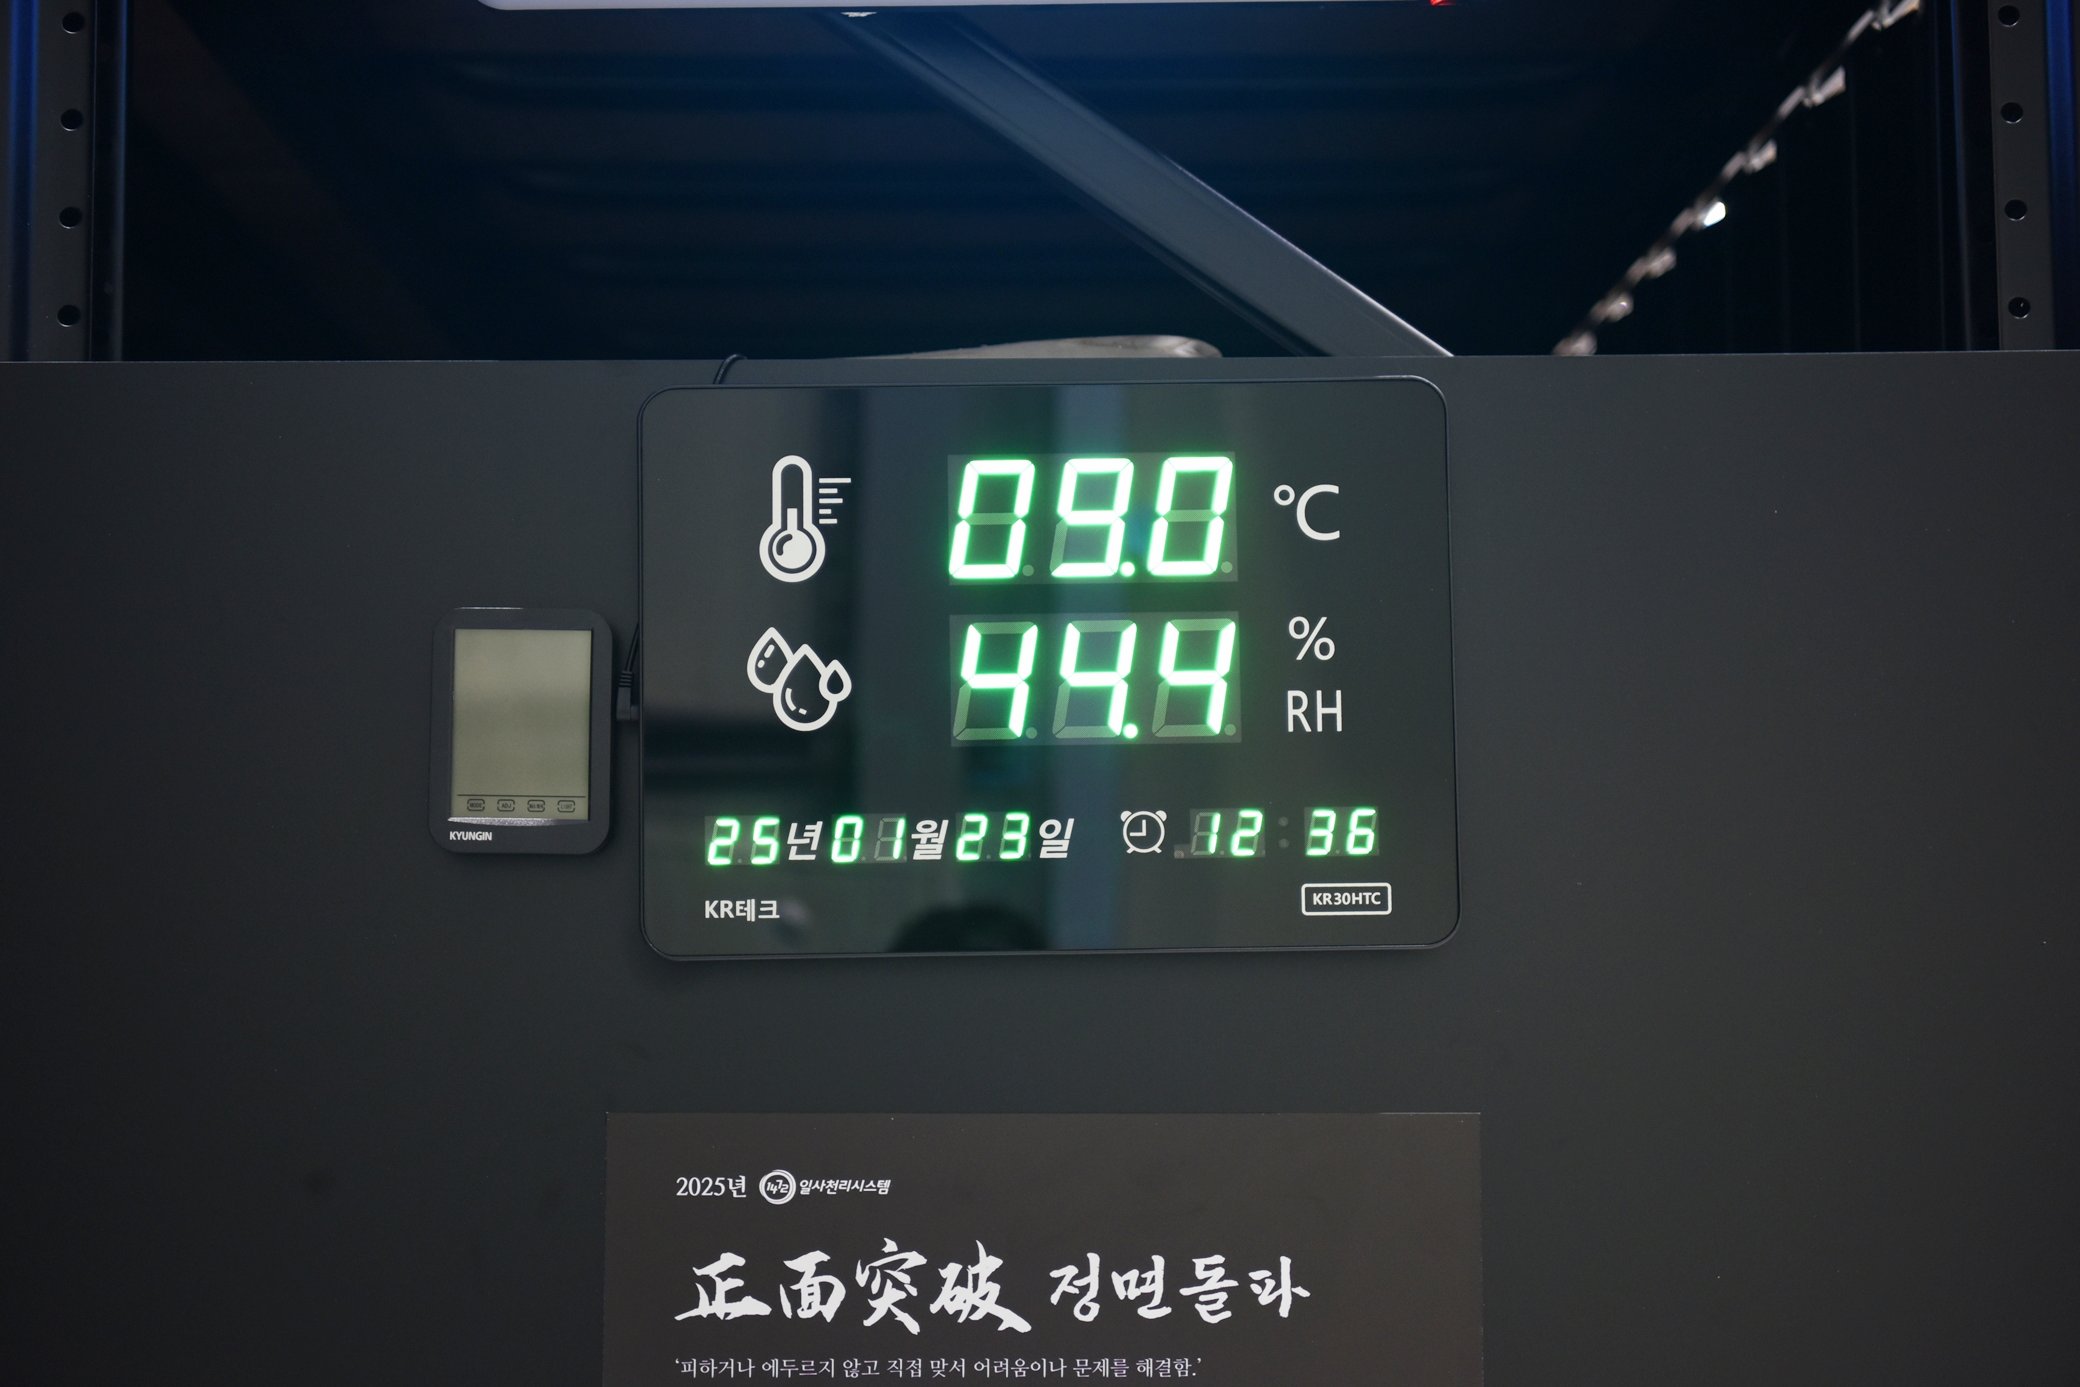 09.0 °C
44.4 % RH
25년 01월 23일 12:36
KR테크 KR30HTC
KYUNGIN
2025년 1472 일사천리시스템
正面突破 정면돌파
‘피하거나 에두르지 않고 직접 맞서 어려움이나 문제를 해결함.’